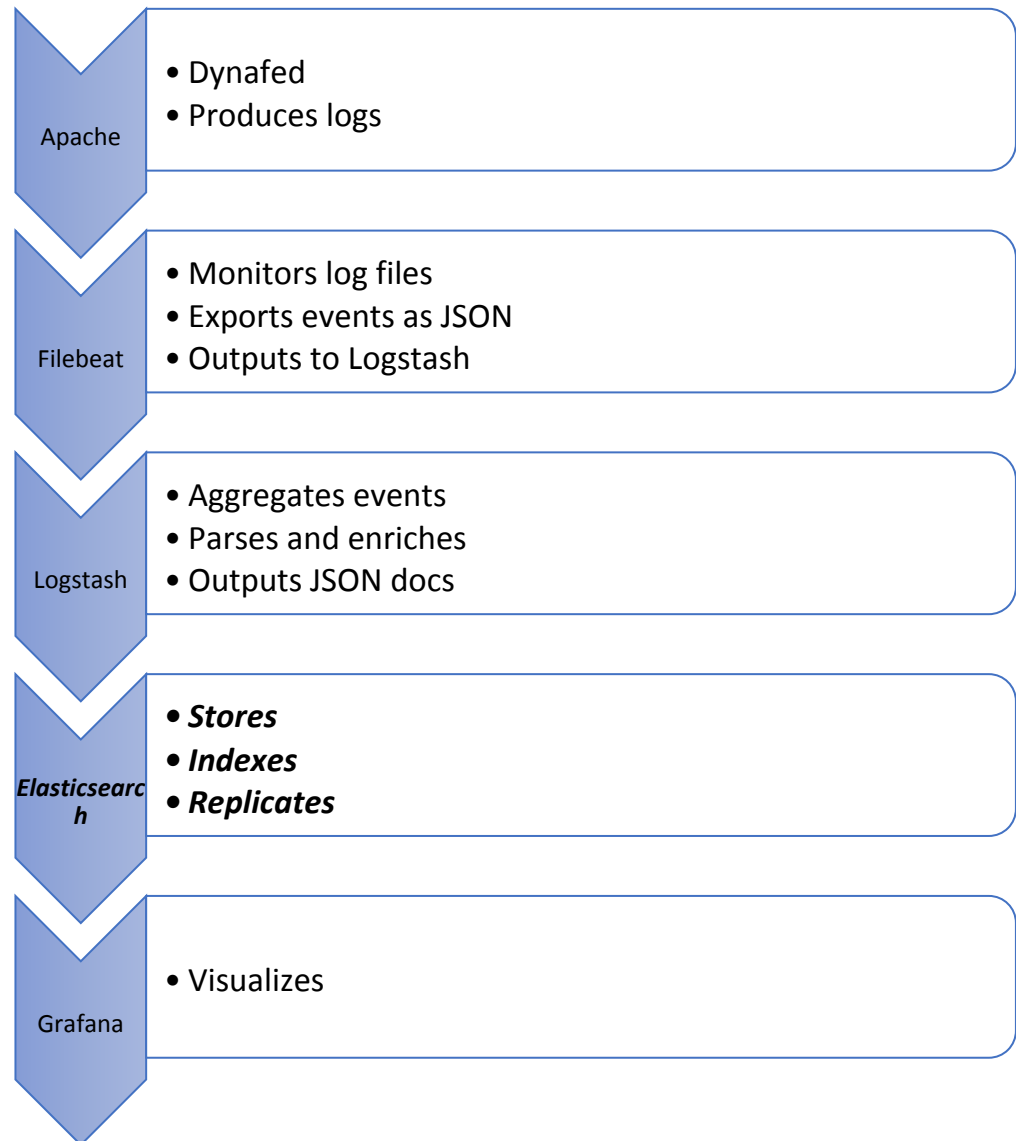 Apache
• Dynafed
• Produces logs
Filebeat
• Monitors log files
• Exports events as JSON
• Outputs to Logstash
Logstash
• Aggregates events
• Parses and enriches
• Outputs JSON docs
Elasticsearc
h
• Stores
• Indexes
• Replicates
Grafana
• Visualizes